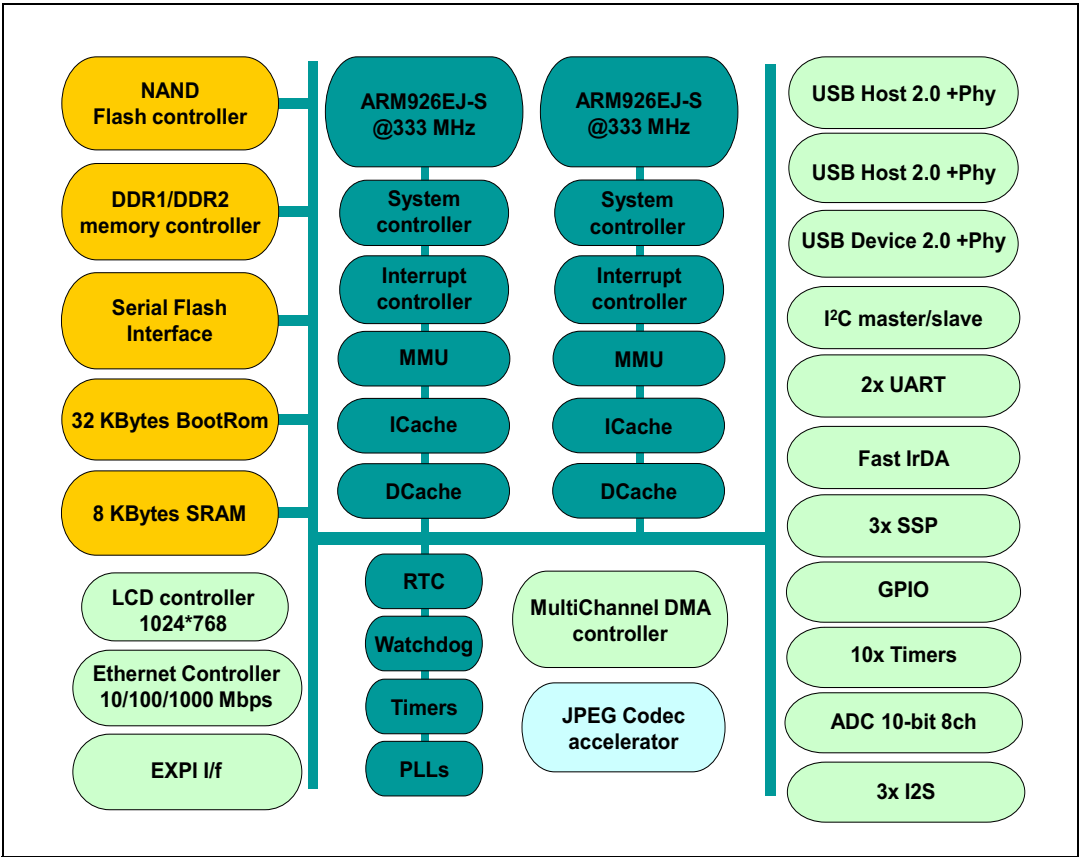 NAND
Flash controller
DDR1/DDR2
memory controller
Serial Flash
Interface
32 KBytes BootRom
8 KBytes SRAM
LCD controller
1024*768
Ethernet Controller
10/100/1000 Mbps
EXPI I/f
ARM926EJ-S
@333 MHz
System
controller
Interrupt
controller
MMU
ICache
DCache
ARM926EJ-S
@333 MHz
System
controller
Interrupt
controller
MMU
ICache
DCache
RTC
Watchdog
Timers
PLLs
MultiChannel DMA
controller
JPEG Codec
accelerator
USB Host 2.0 +Phy
USB Host 2.0 +Phy
USB Device 2.0 +Phy
I²C master/slave
2x UART
Fast IrDA
3x SSP
GPIO
10x Timers
ADC 10-bit 8ch
3x I2S